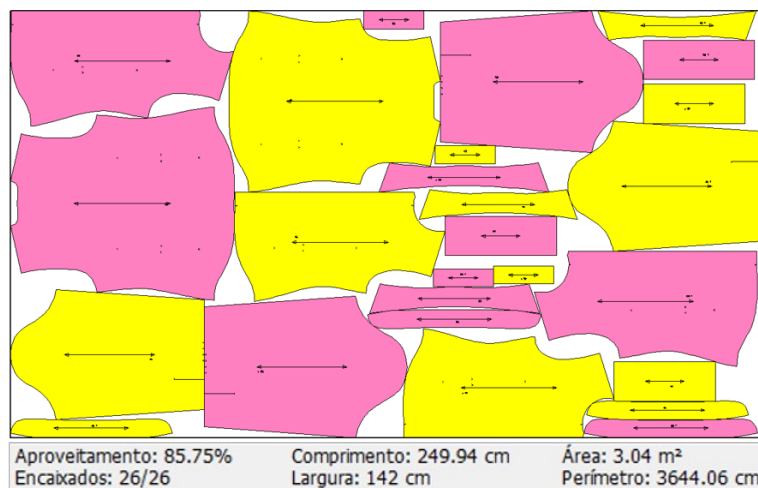 Aproveitamento: 85.75% Comprimento: 249.94 cm Área: 3.04 m²
Encaixados: 26/26 Largura: 142 cm Perímetro: 3644.06 cm